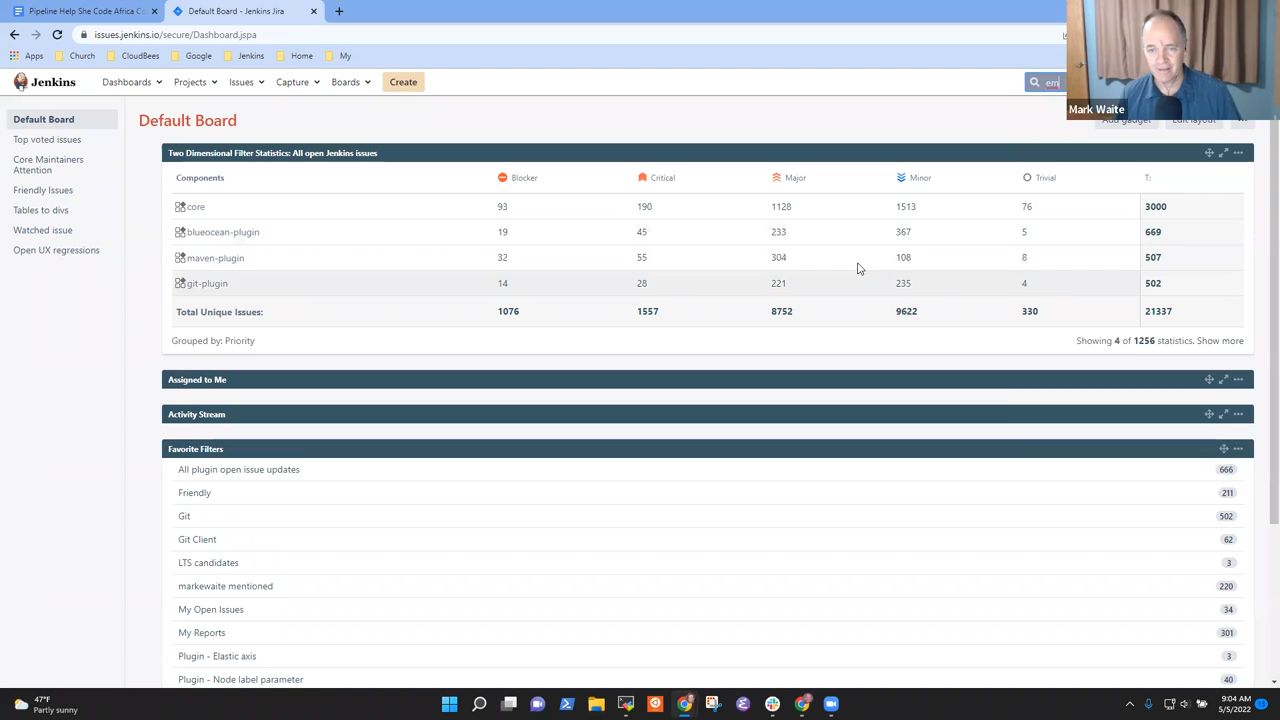 Pipeline Help She Code Africa C
Default Board - Jenkins Jira
issues.jenkins.io/secure/Dashboard.jspa
Apps Church CloudBees Google Jenkins Home My
Jenkins Dashboards Projects Issues Capture Boards Create em
Mark Waite
Default Board
Top voted issues
Core Maintainers
Attention
Friendly Issues
Tables to divs
Watched issue
Open UX regressions
Default Board
Add gadget Edit layout
Two Dimensional Filter Statistics: All open Jenkins issues
Components Blocker Critical Major Minor Trivial T:
core 93 190 1128 1513 76 3000
blueocean-plugin 19 45 233 367 5 669
maven-plugin 32 55 304 108 8 507
git-plugin 14 28 221 235 4 502
Total Unique Issues: 1076 1557 8752 9622 330 21337
Grouped by: Priority Showing 4 of 1256 statistics. Show more
Assigned to Me
Activity Stream
Favorite Filters
All plugin open issue updates 666
Friendly 211
Git 502
Git Client 62
LTS candidates 3
markewaite mentioned 220
My Open Issues 34
My Reports 301
Plugin - Elastic axis 3
Plugin - Node label parameter 40
47°F
Partly sunny
9:04 AM
5/5/2022